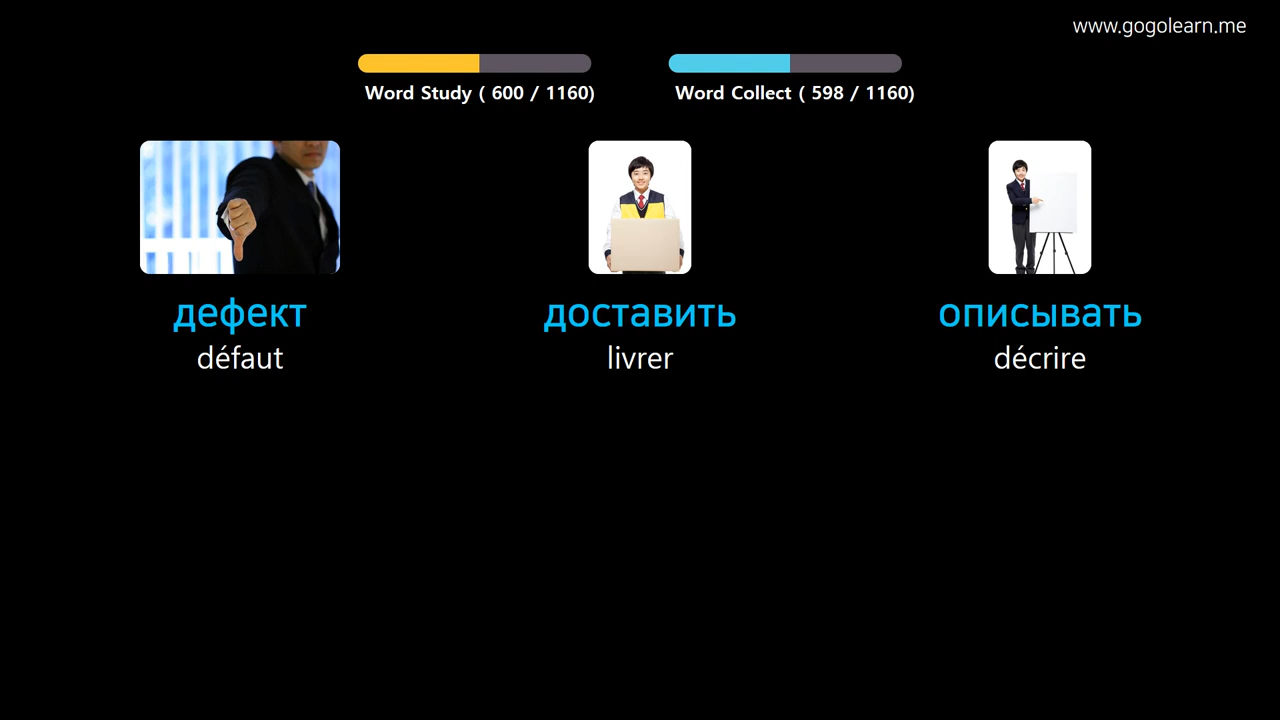 www.gogolearn.me
Word Study ( 600 / 1160)
Word Collect ( 598 / 1160)
дефект
défaut
доставить
livrer
описывать
décrire